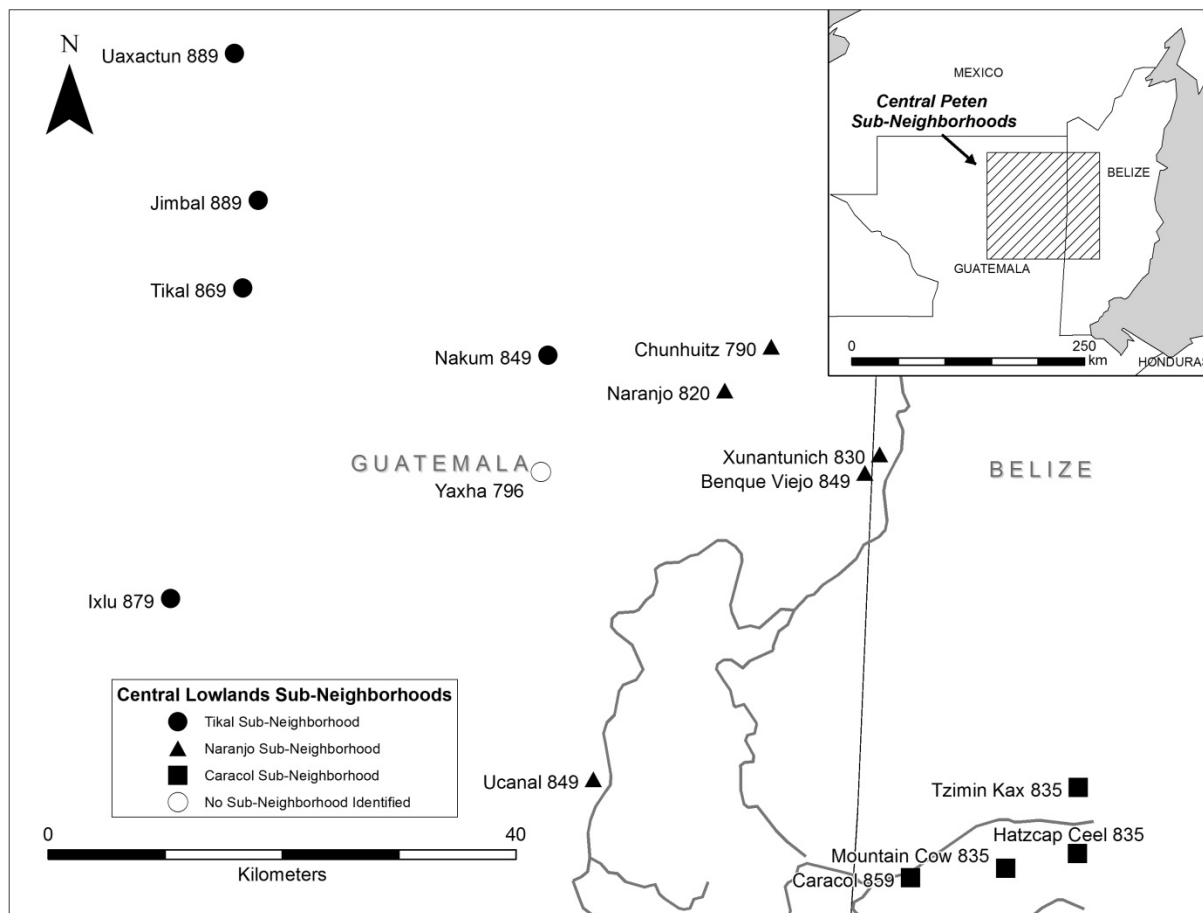 Uaxactun 889
N
MEXICO
Central Peten
Sub-Neighborhoods
BELIZE
GUATEMALA
0
250
km
HONDURAS
Jimbal 889
Tikal 869
Nakum 849
Chunhuitz 790
Naranjo 820
GUATEMALA
Yaxha 796
Xunantunich 830
Benque Viejo 849
BELIZE
Ixlu 879
Central Lowlands Sub-Neighborhoods
Tikal Sub-Neighborhood
Naranjo Sub-Neighborhood
Caracol Sub-Neighborhood
No Sub-Neighborhood Identified
Ucanal 849
Tzimin Kax 835
Hatzcap Ceel 835
Mountain Cow 835
Caracol 859
0
40
Kilometers